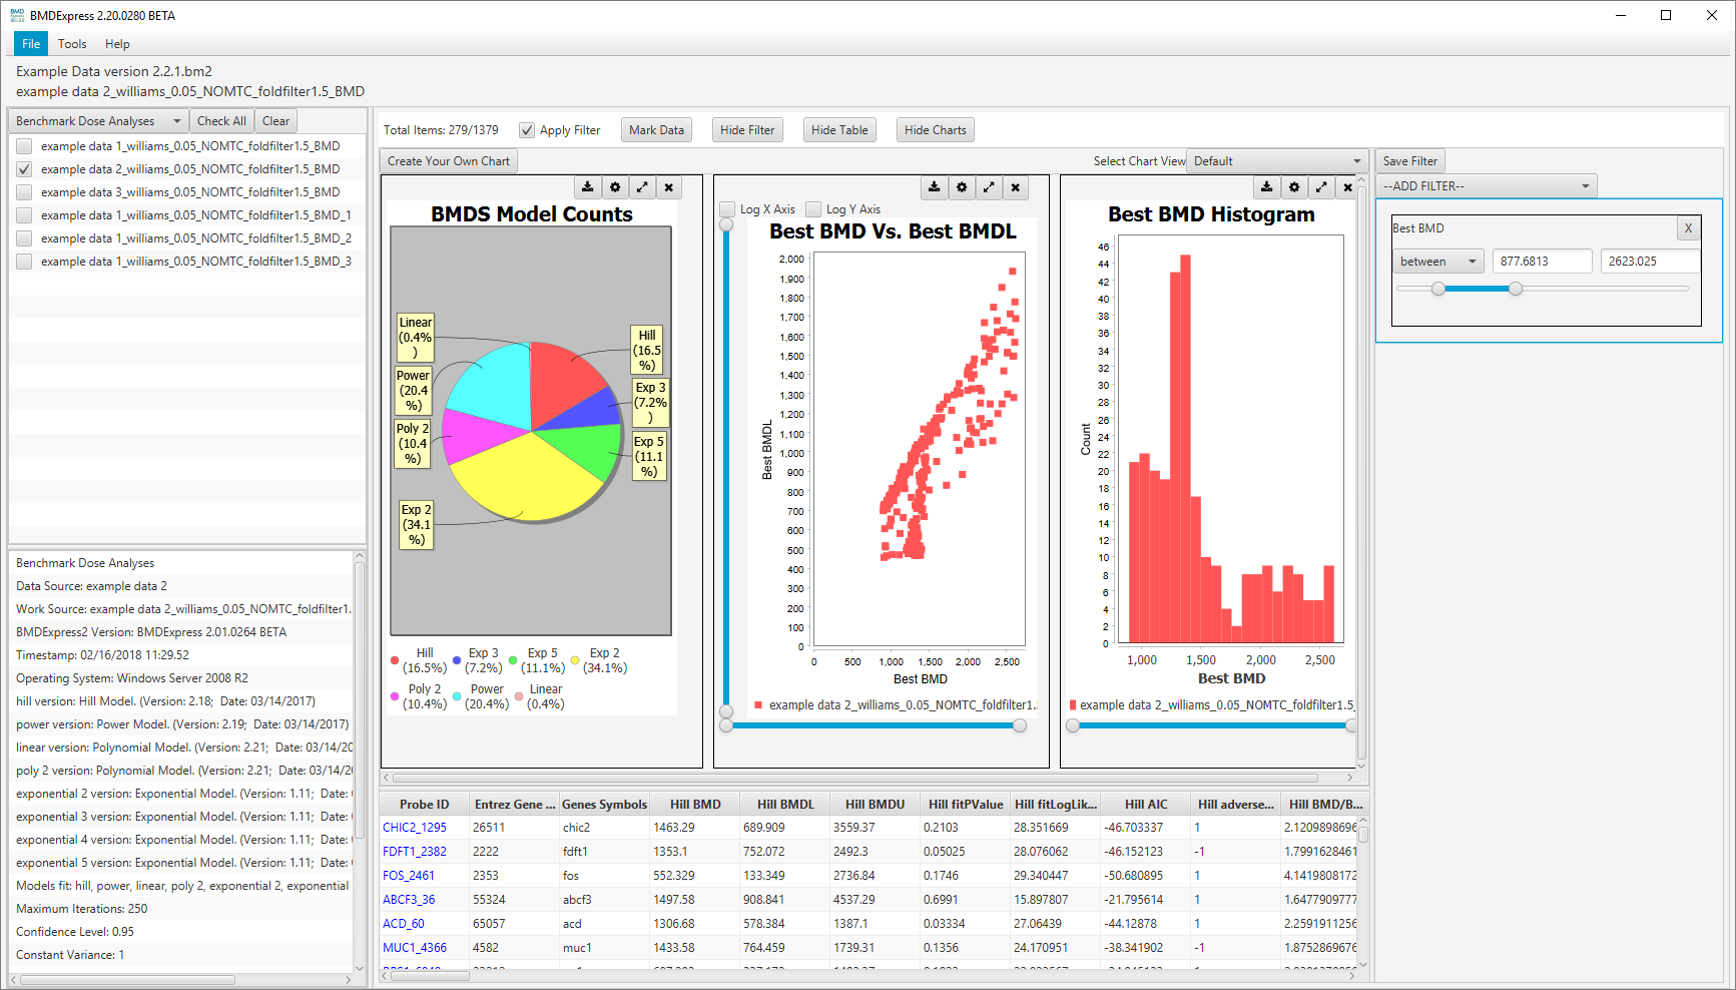 BMDExpress 2.20.0280 BETA
File Tools Help
Example Data version 2.2.1.bm2
example data 2_williams_0.05_NOMTC_foldfilter1.5_BMD
Benchmark Dose Analyses Check All Clear
example data 1_williams_0.05_NOMTC_foldfilter1.5_BMD
example data 2_williams_0.05_NOMTC_foldfilter1.5_BMD
example data 3_williams_0.05_NOMTC_foldfilter1.5_BMD
example data 1_williams_0.05_NOMTC_foldfilter1.5_BMD_1
example data 1_williams_0.05_NOMTC_foldfilter1.5_BMD_2
example data 1_williams_0.05_NOMTC_foldfilter1.5_BMD_3
Benchmark Dose Analyses
Data Source: example data 2
Work Source: example data 2_williams_0.05_NOMTC_foldfilter1.
BMDExpress2 Version: BMDExpress 2.01.0264 BETA
Timestamp: 02/16/2018 11:29.52
Operating System: Windows Server 2008 R2
hill version: Hill Model. (Version: 2.18; Date: 03/14/2017)
power version: Power Model. (Version: 2.19; Date: 03/14/2017)
linear version: Polynomial Model. (Version: 2.21; Date: 03/14/20
poly 2 version: Polynomial Model. (Version: 2.21; Date: 03/14/2
exponential 2 version: Exponential Model. (Version: 1.11; Date:
exponential 3 version: Exponential Model. (Version: 1.11; Date:
exponential 4 version: Exponential Model. (Version: 1.11; Date:
exponential 5 version: Exponential Model. (Version: 1.11; Date:
Models fit: hill, power, linear, poly 2, exponential 2, exponential
Maximum Iterations: 250
Confidence Level: 0.95
Constant Variance: 1
Total Items: 279/1379 Apply Filter Mark Data Hide Filter Hide Table Hide Charts
Create Your Own Chart Select Chart View Default
BMDS Model Counts
Linear
(0.4%
)
Power
(20.4
%)
Poly 2
(10.4
%)
Exp 2
(34.1
%)
Hill
(16.5
%)
Exp 3
(7.2%
)
Exp 5
(11.1
%)
Hill Exp 3 Exp 5 Exp 2
(16.5%) (7.2%) (11.1%) (34.1%)
Poly 2 Power Linear
(10.4%) (20.4%) (0.4%)
Log X Axis Log Y Axis
Best BMD Vs. Best BMDL
Best BMDL
2,000
1,900
1,800
1,700
1,600
1,500
1,400
1,300
1,200
1,100
1,000
900
800
700
600
500
400
300
200
100
0
0 500 1,000 1,500 2,000 2,500
Best BMD
example data 2_williams_0.05_NOMTC_foldfilter1.
Best BMD Histogram
Count
46
44
42
40
38
36
34
32
30
28
26
24
22
20
18
16
14
12
10
8
6
4
2
0
1,000 1,500 2,000 2,500
Best BMD
example data 2_williams_0.05_NOMTC_foldfilter1.5_
Save Filter
--ADD FILTER--
Best BMD X
between 877.6813 2623.025
Probe ID Entrez Gene ... Genes Symbols Hill BMD Hill BMDL Hill BMDU Hill fitPValue Hill fitLogLik... Hill AIC Hill adverse... Hill BMD/B...
CHIC2_1295 26511 chic2 1463.29 689.909 3559.37 0.2103 28.351669 -46.703337 1 2.1209898696
FDFT1_2382 2222 fdft1 1353.1 752.072 2492.3 0.05025 28.076062 -46.152123 -1 1.7991628461
FOS_2461 2353 fos 552.329 133.349 2736.84 0.1746 29.340447 -50.680895 1 4.1419808172
ABCF3_36 55324 abcf3 1497.58 908.841 4537.29 0.6991 15.897807 -21.795614 1 1.6477909777
ACD_60 65057 acd 1306.68 578.384 1387.1 0.03334 27.06439 -44.12878 1 2.2591911256
MUC1_4366 4582 muc1 1433.58 764.459 1739.31 0.1356 24.170951 -38.341902 -1 1.8752869676